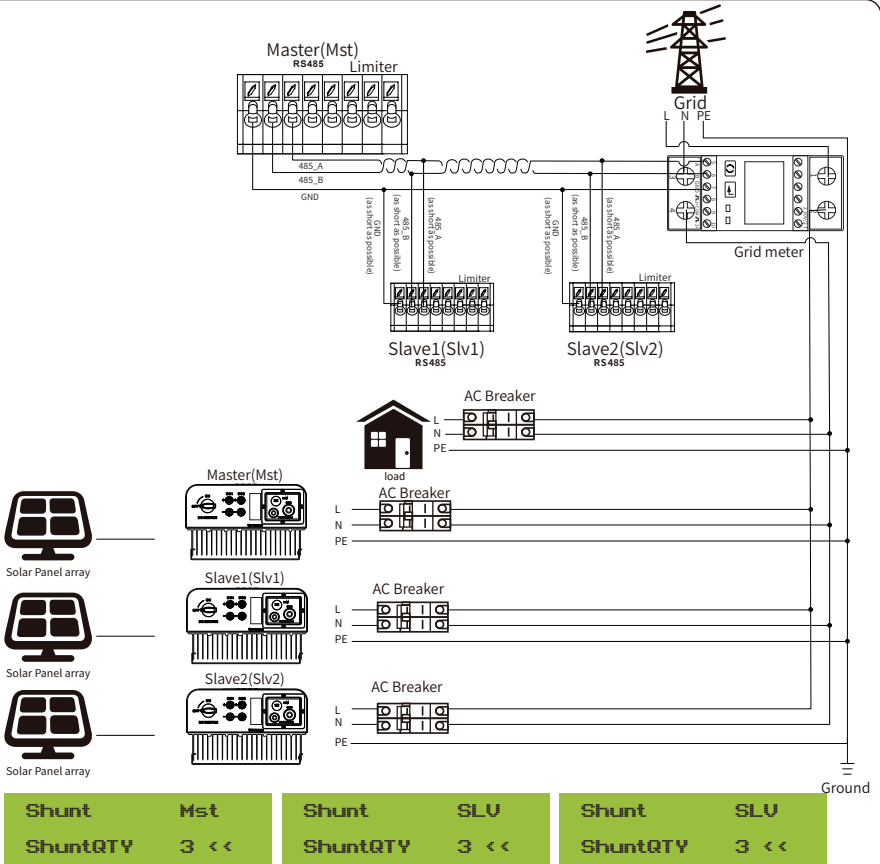 Master(Mst)
RS485
Limiter
Grid
L N PE
485_A
485_B
GND
GND
(as short as possible)
485_B
(as short as possible)
485_A
(as short as possible)
GND
(as short as possible)
485_B
(as short as possible)
485_A
(as short as possible)
Grid meter
Limiter
Limiter
Slave1(Slv1)
RS485
Slave2(Slv2)
RS485
AC Breaker
L
N
PE
load
Master(Mst)
AC Breaker
L
N
PE
Solar Panel array
Slave1(Slv1)
AC Breaker
L
N
PE
Solar Panel array
Slave2(Slv2)
AC Breaker
L
N
PE
Solar Panel array
Ground
Shunt Mst
ShuntQTY 3 <<
Shunt SLV
ShuntQTY 3 <<
Shunt SLV
ShuntQTY 3 <<